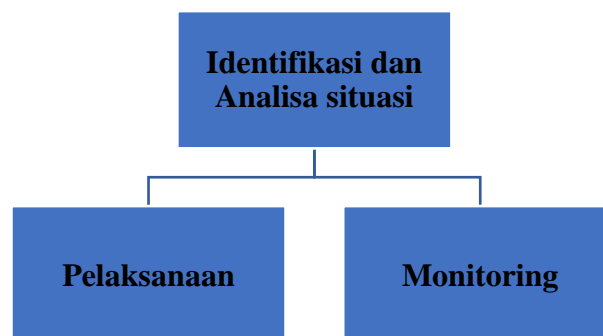 Identifikasi dan
Analisa situasi
Pelaksanaan
Monitoring